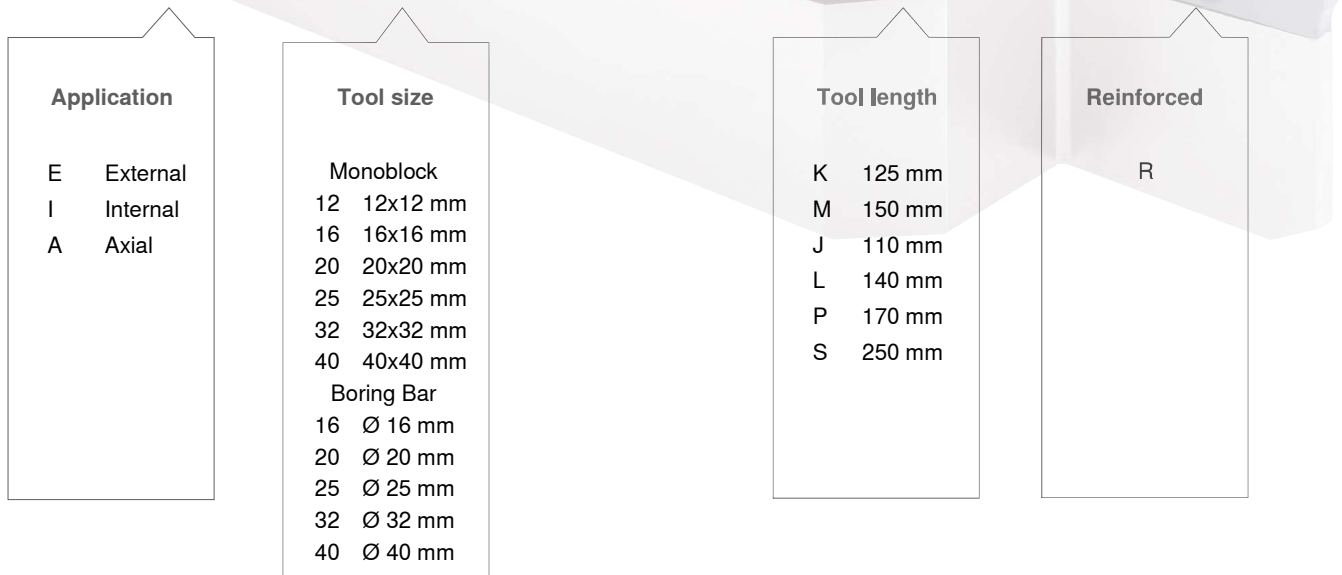 Application
E External
I Internal
A Axial
Tool size
Monoblock
12 12x12 mm
16 16x16 mm
20 20x20 mm
25 25x25 mm
32 32x32 mm
40 40x40 mm
Boring Bar
16 Ø 16 mm
20 Ø 20 mm
25 Ø 25 mm
32 Ø 32 mm
40 Ø 40 mm
Tool length
K 125 mm
M 150 mm
J 110 mm
L 140 mm
P 170 mm
S 250 mm
Reinforced
R